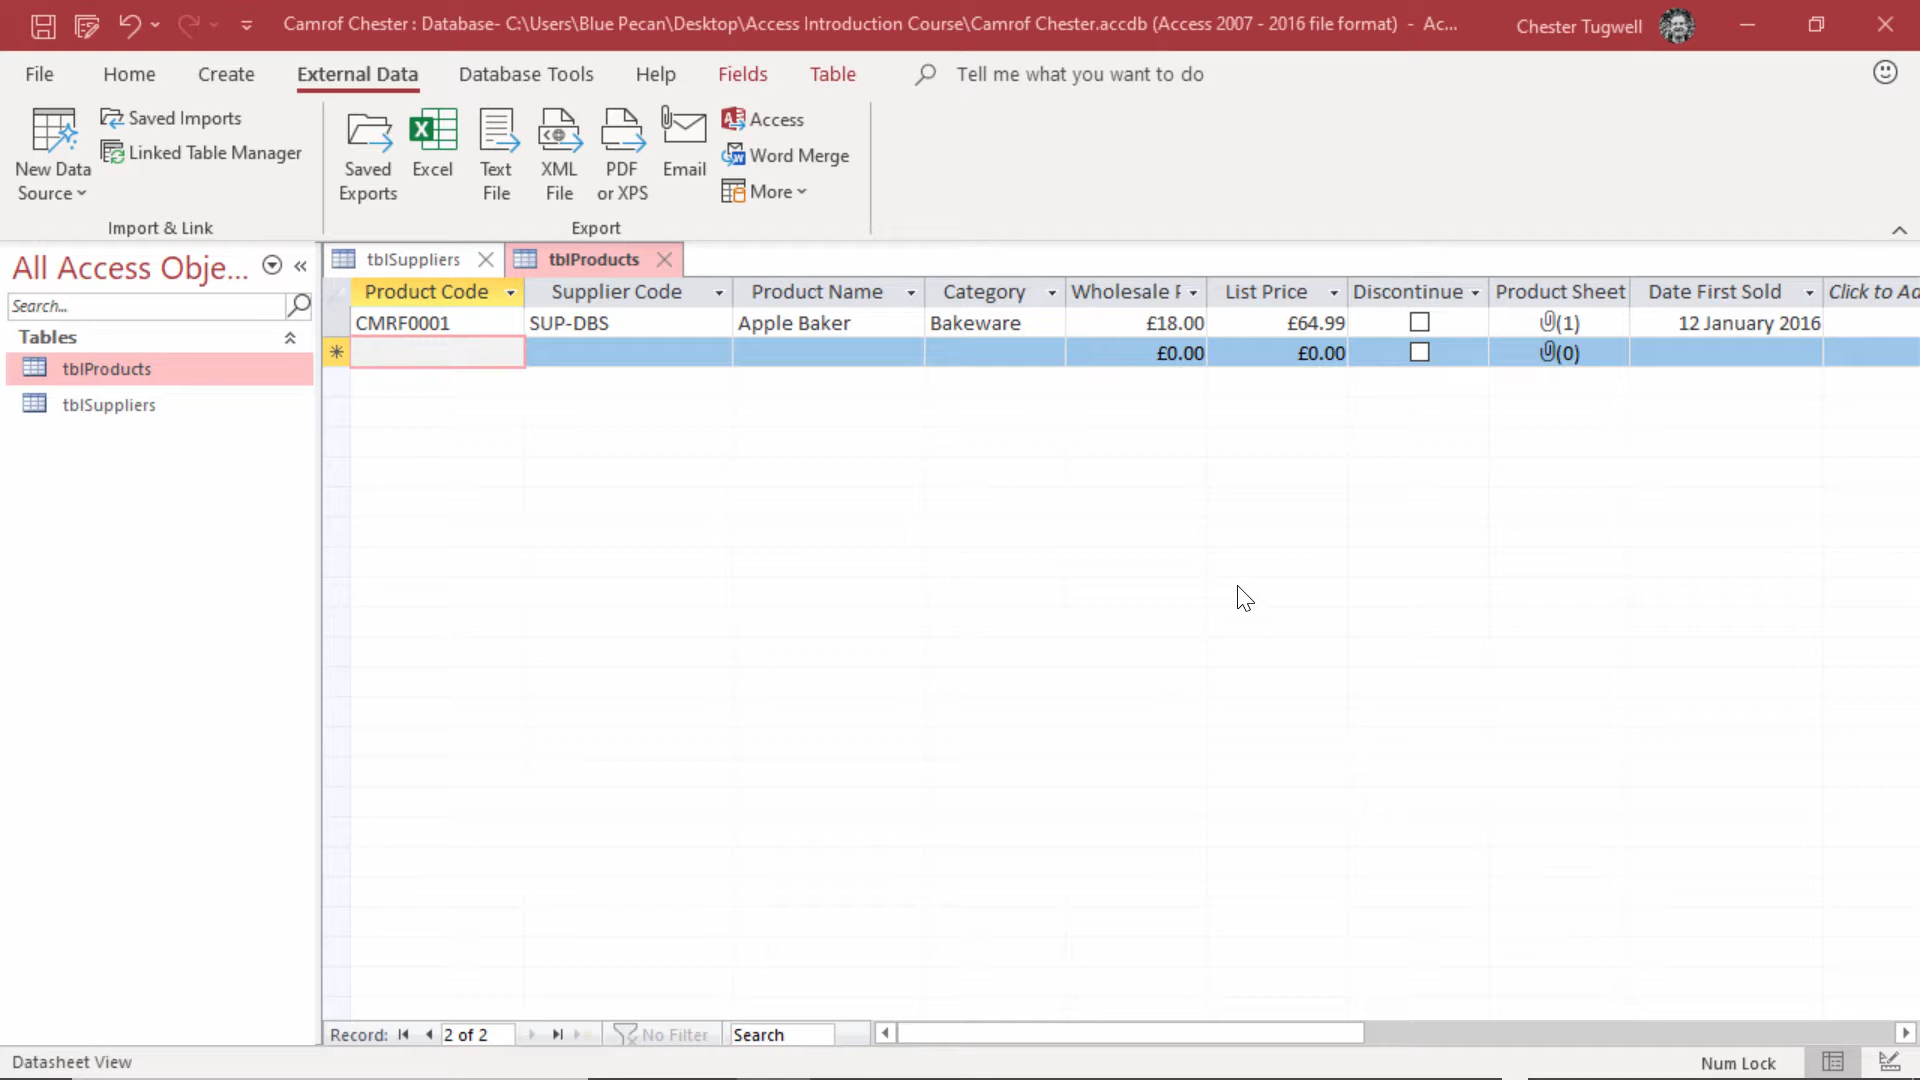 Camrof Chester : Database- C:\Users\Blue Pecan\Desktop\Access Introduction Course\Camrof Chester.accdb (Access 2007 - 2016 file format) - Ac...
Chester Tugwell
File Home Create External Data Database Tools Help Fields Table Tell me what you want to do
New Data Source
Saved Imports
Linked Table Manager
Import & Link
Saved Exports
Excel
Text File
XML File
PDF or XPS
Email
Access
Word Merge
More
Export
All Access Obje...
Search...
Tables
tblProducts
tblSuppliers
tblSuppliers tblProducts
Product Code Supplier Code Product Name Category Wholesale P List Price Discontinue Product Sheet Date First Sold Click to Ad
CMRF0001 SUP-DBS Apple Baker Bakeware £18.00 £64.99 (1) 12 January 2016
* £0.00 £0.00 (0)
Record: 2 of 2 No Filter Search
Datasheet View Num Lock